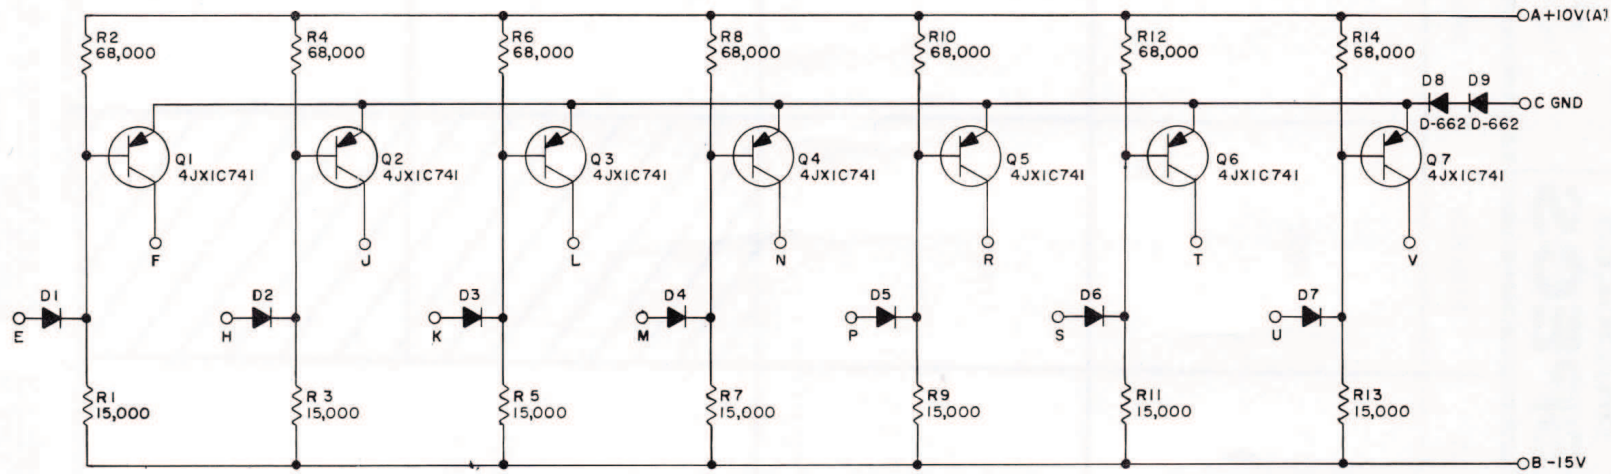 A+10V(A)
R2
68,000
R4
68,000
R6
68,000
R8
68,000
R10
68,000
R12
68,000
R14
68,000
D8 D9
C GND
D-662 D-662
Q1
4JX1C741
Q2
4JX1C741
Q3
4JX1C741
Q4
4JX1C741
Q5
4JX1C741
Q6
4JX1C741
Q7
4JX1C741
F J L N R T V
D1 D2 D3 D4 D5 D6 D7
E H K M P S U
R1
15,000
R3
15,000
R5
15,000
R7
15,000
R9
15,000
R11
15,000
R13
15,000
B-15V